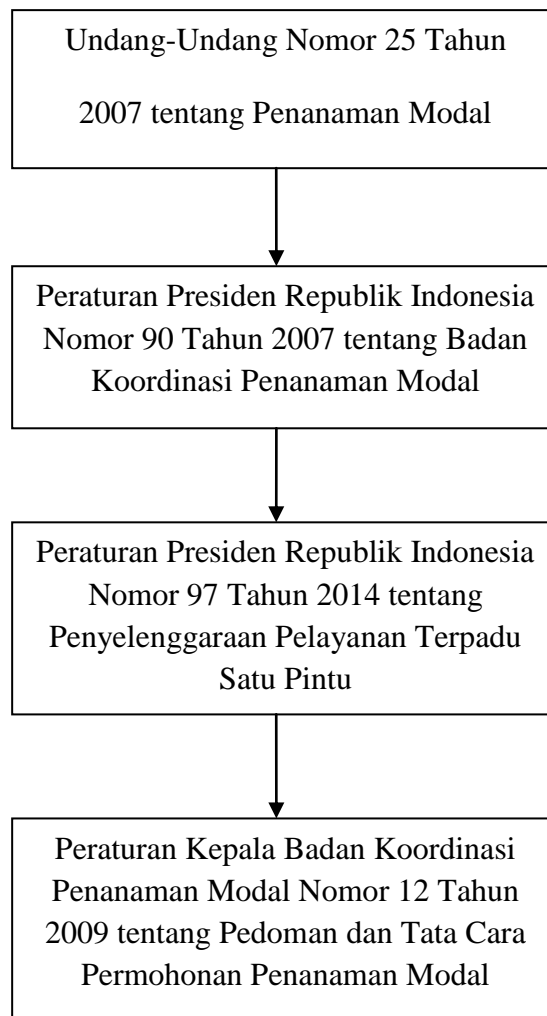 Undang-Undang Nomor 25 Tahun
2007 tentang Penanaman Modal
Peraturan Presiden Republik Indonesia
Nomor 90 Tahun 2007 tentang Badan
Koordinasi Penanaman Modal
Peraturan Presiden Republik Indonesia
Nomor 97 Tahun 2014 tentang
Penyelenggaraan Pelayanan Terpadu
Satu Pintu
Peraturan Kepala Badan Koordinasi
Penanaman Modal Nomor 12 Tahun
2009 tentang Pedoman dan Tata Cara
Permohonan Penanaman Modal